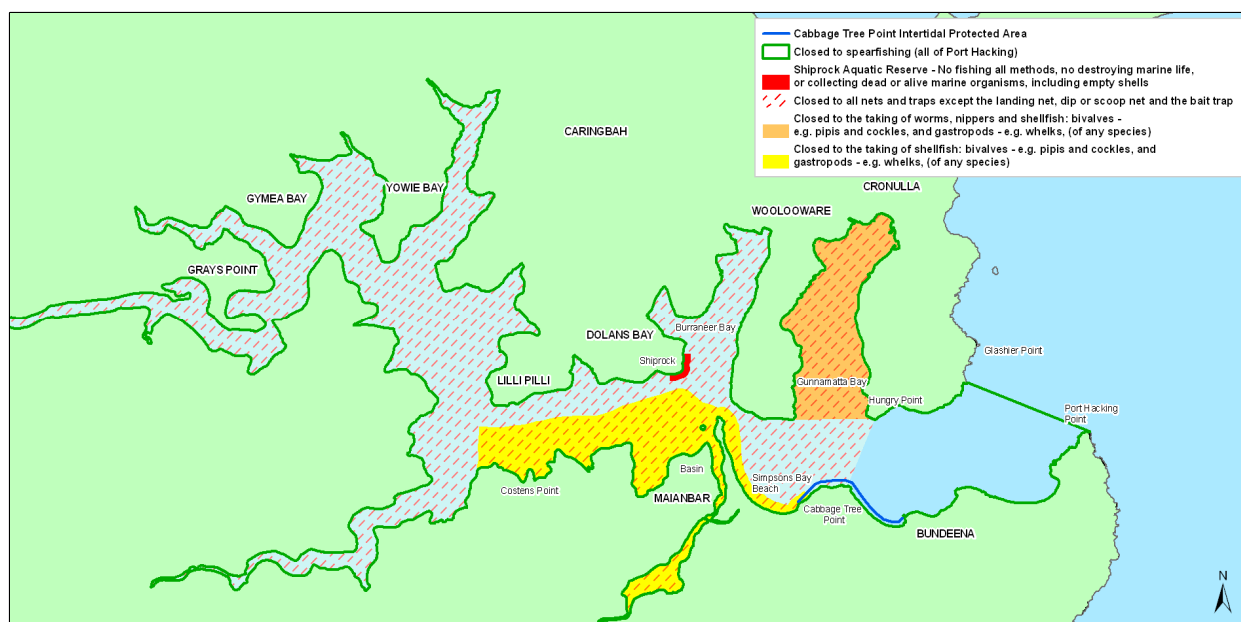 Cabbage Tree Point Intertidal Protected Area
Closed to spearfishing (all of Port Hacking)
Shiprock Aquatic Reserve - No fishing all methods, no destroying marine life,
or collecting dead or alive marine organisms, including empty shells
Closed to all nets and traps except the landing net, dip or scoop net and the bait trap
Closed to the taking of worms, nippers and shellfish: bivalves -
e.g. pipis and cockles, and gastropods - e.g. whelks, (of any species)
Closed to the taking of shellfish: bivalves - e.g. pipis and cockles, and
gastropods - e.g. whelks, (of any species)
CARINGBAH
CRONULLA
YOWIE BAY
GYMEA BAY
WOOLOOWARE
GRAYS POINT
Burraneer Bay
DOLANS BAY
Shiprock
Glashier Point
LILLI PILLI
Gunnamatta Bay
Hungry Point
Port Hacking
Point
Basin
Simpsons Bay
Beach
Costens Point
MAIANBAR
Cabbage Tree
Point
BUNDEENA
N